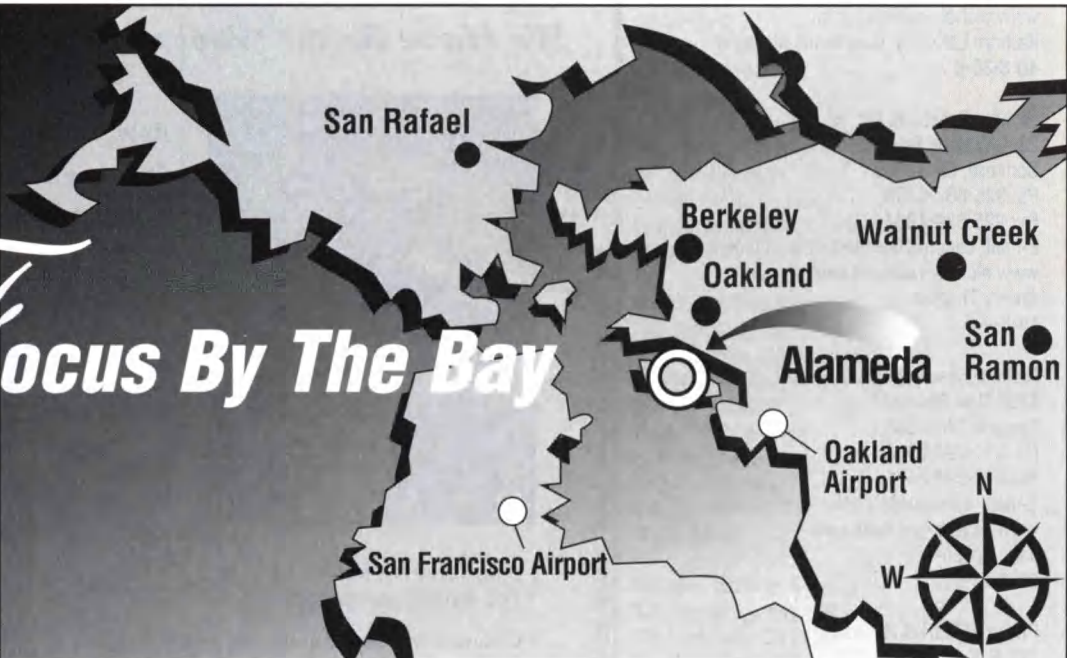 San Rafael
Berkeley
Walnut Creek
Oakland
ocus By The Bay
Alameda
San
Ramon
Oakland
Airport
N
San Francisco Airport
W